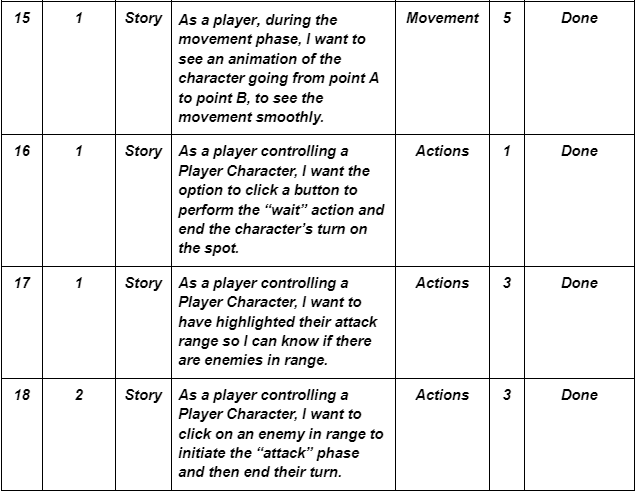 15 1 Story As a player, during the Movement 5 Done
movement phase, I want to
see an animation of the
character going from point A
to point B, to see the
movement smoothly.
16 1 Story As a player controlling a Actions 1 Done
Player Character, I want the
option to click a button to
perform the “wait” action and
end the character’s turn on
the spot.
17 1 Story As a player controlling a Actions 3 Done
Player Character, I want to
have highlighted their attack
range so I can know if there
are enemies in range.
18 2 Story As a player controlling a Actions 3 Done
Player Character, I want to
click on an enemy in range to
initiate the “attack” phase
and then end their turn.